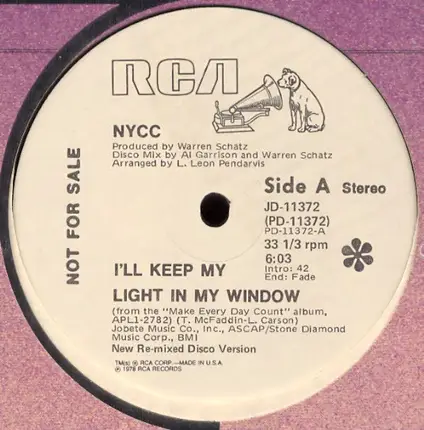 RCA
NYCC
Produced by Warren Schatz
Disco Mix by Al Garrison and Warren Schatz
Arranged by L. Leon Pendarvis
NOT FOR SALE
Side A Stereo
JD-11372
(PD-11372)
PD-11372-A
33 1/3 rpm
6:03
Intro: 42
End: Fade
I'LL KEEP MY
LIGHT IN MY WINDOW
(from the "Make Every Day Count" album,
APL1-2782) (T. McFaddin-L. Carson)
Jobete Music Co., Inc., ASCAP/Stone Diamond
Music Corp., BMI
New Re-mixed Disco Version
TM(s) ® RCA CORP.—MADE IN U.S.A.
℗ 1978 RCA RECORDS